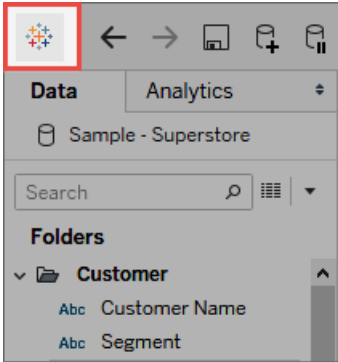 Data Analytics
Sample - Superstore
Search
Folders
Customer
Abc Customer Name
Abc Segment